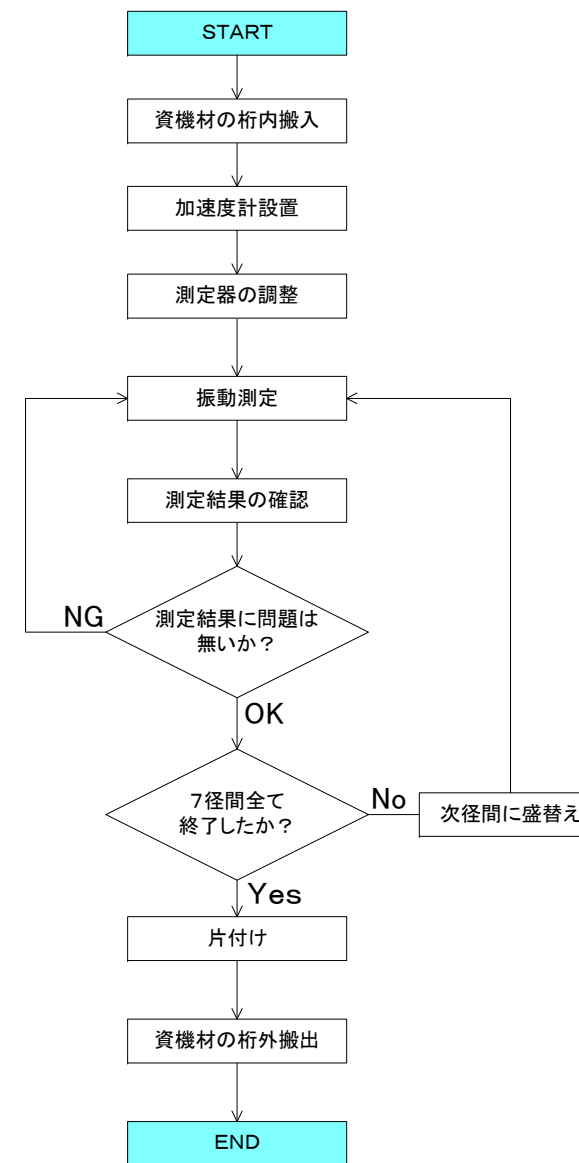 START
資機材の桁内搬入
加速度計設置
測定器の調整
振動測定
測定結果の確認
測定結果に問題は
無いか？
NG
OK
７径間全て
終了したか？
No
次径間に盛替え
Yes
片付け
資機材の桁外搬出
END